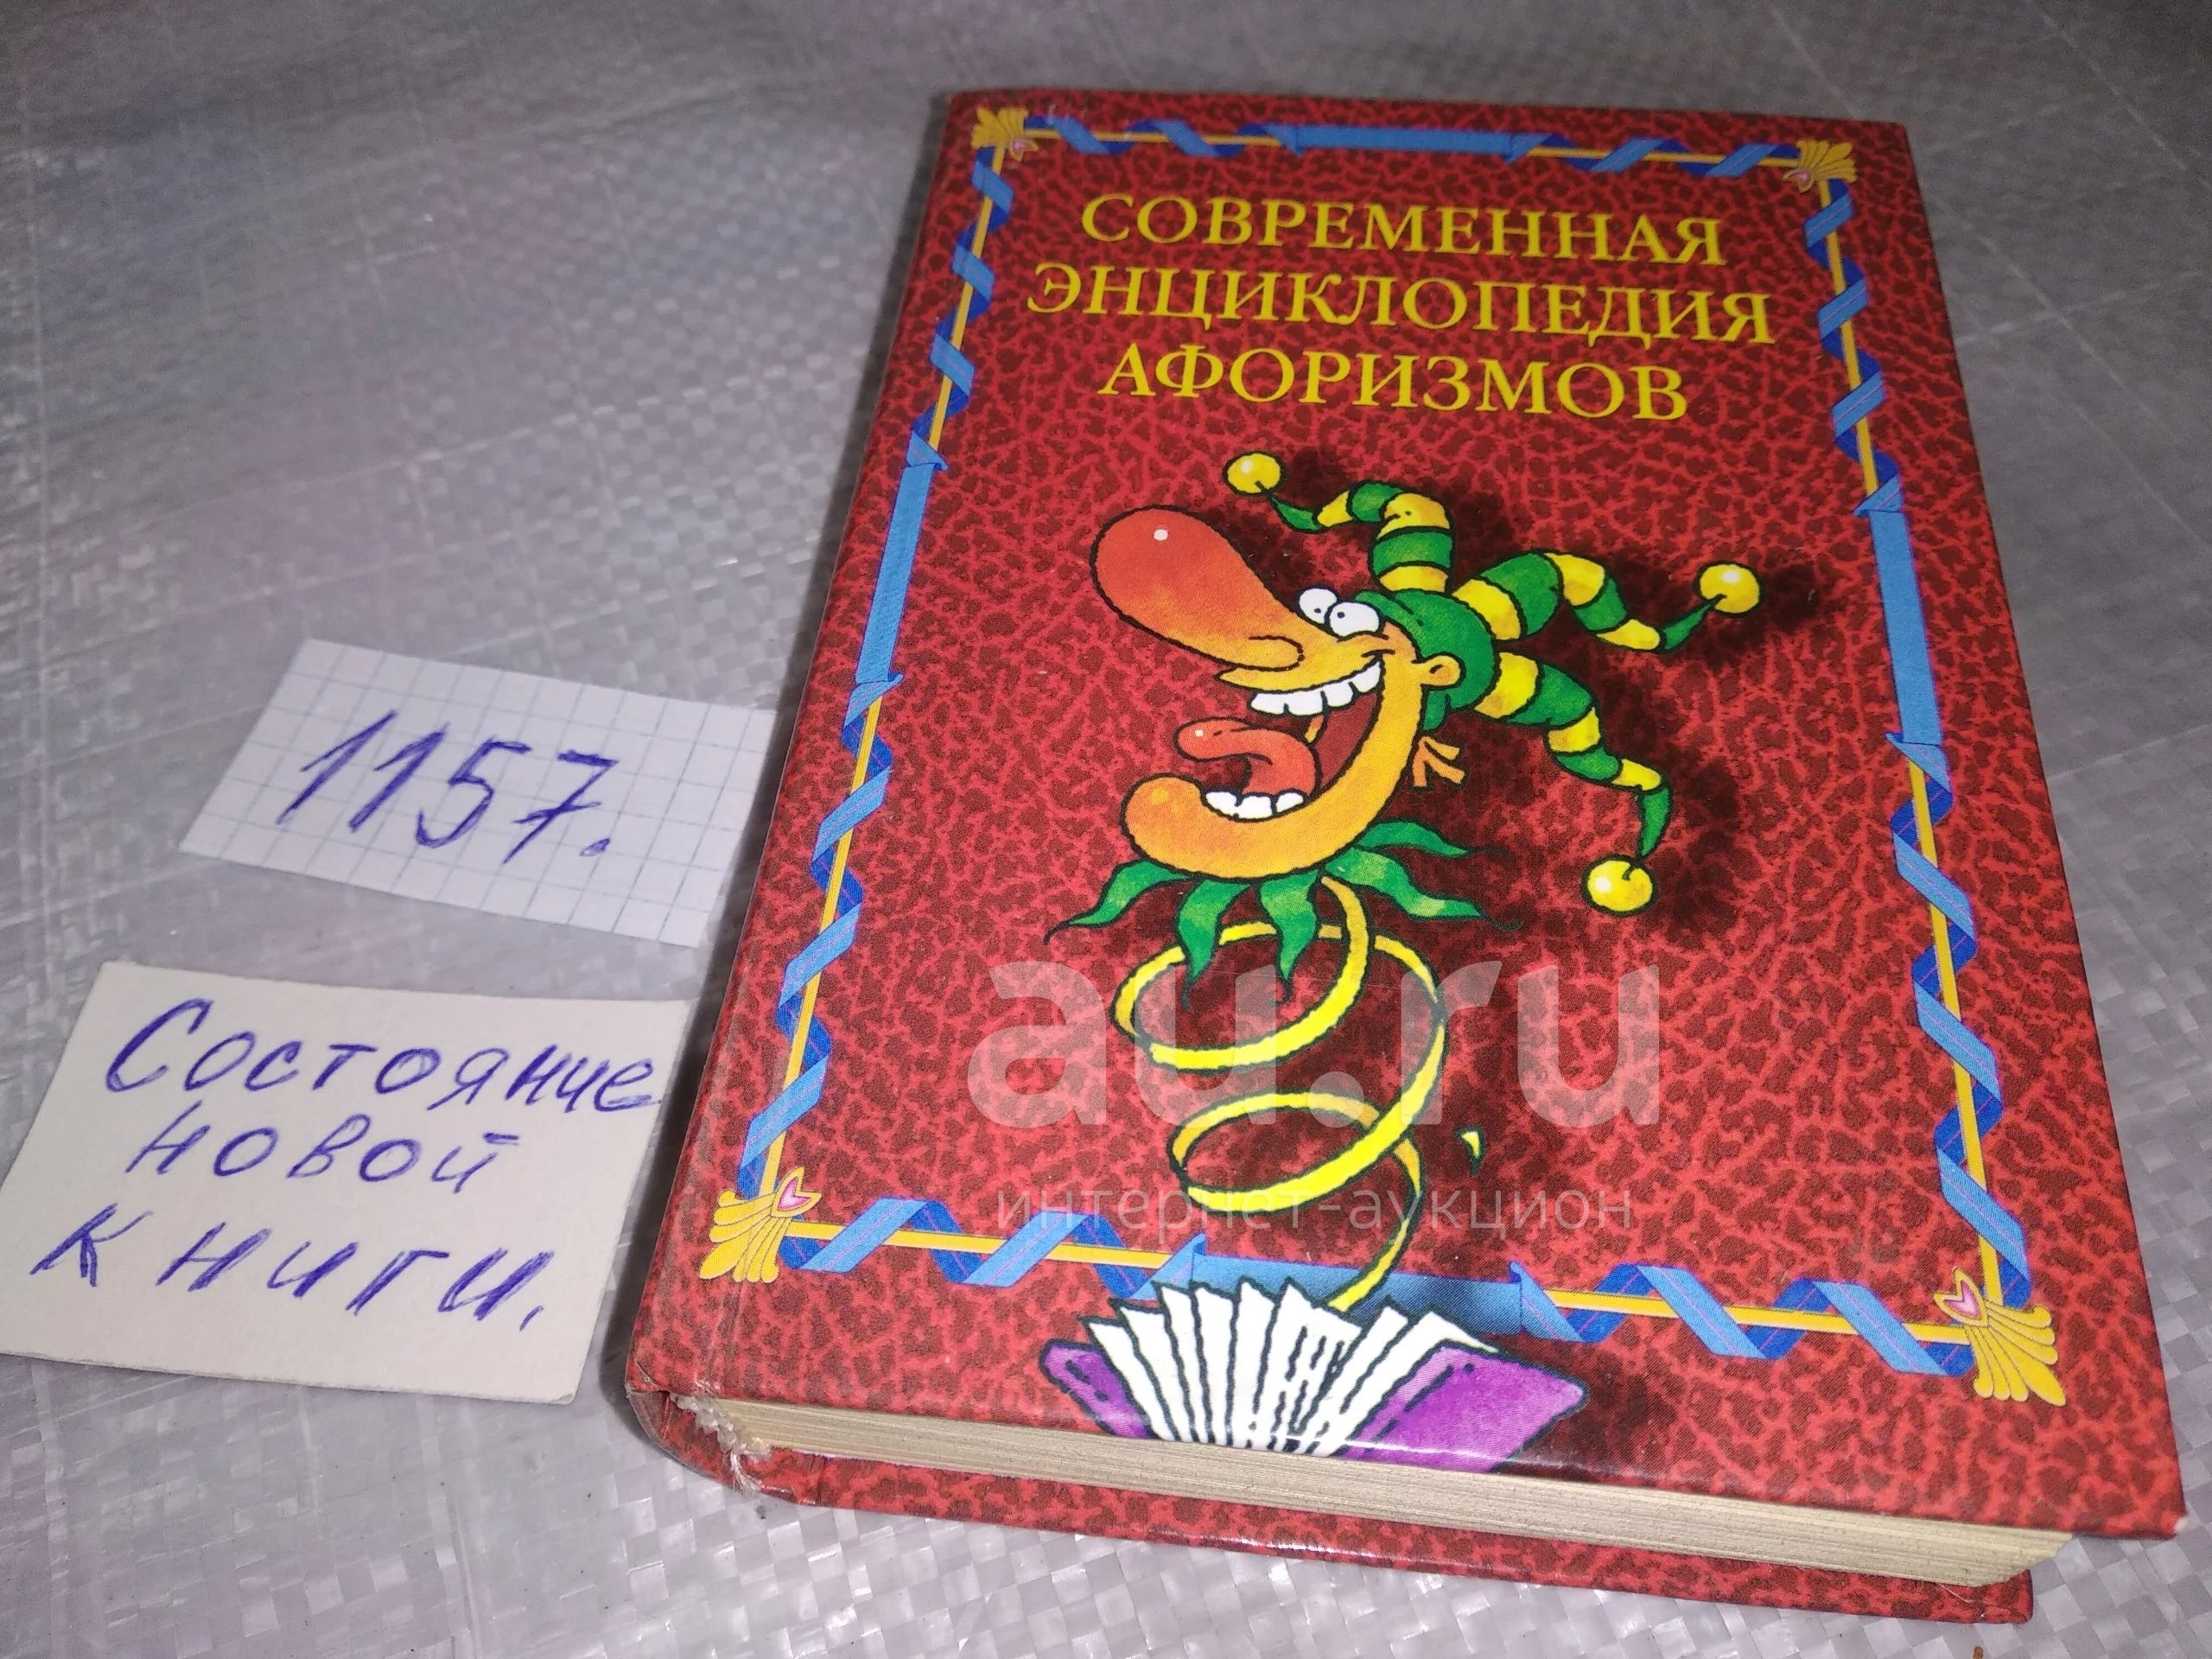 СОВРЕМЕННАЯ
ЭНЦИКЛОПЕДИЯ
АФОРИЗМОВ
1157.
Состояние
новой
книги.
au.ru
интернет-аукцион